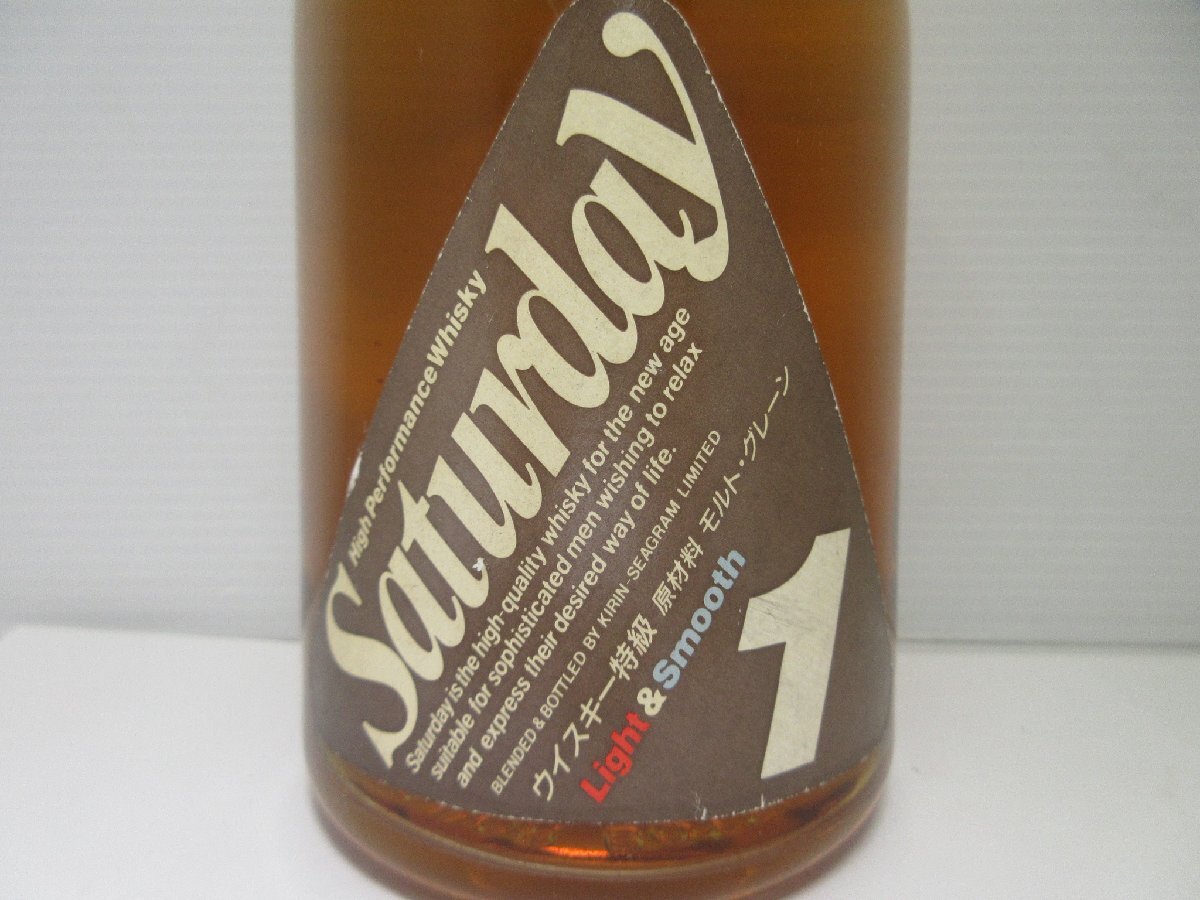 High Performance Whisky
Saturday
Saturday is the high-quality whisky for the new age
suitable for sophisticated men wishing to relax
and express their desired way of life.
BLENDED & BOTTLED BY KIRIN-SEAGRAM LIMITED
ウイスキー特級 原材料 モルト・グレーン
Light & Smooth
1